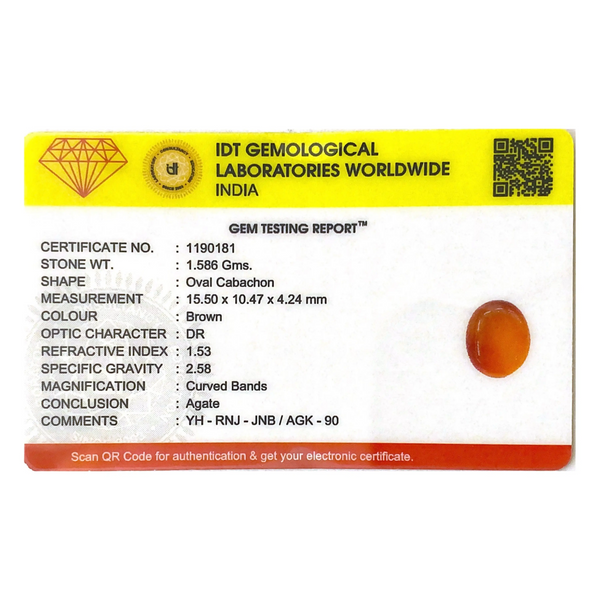 IDT GEMOLOGICAL
LABORATORIES WORLDWIDE
INDIA
GEM TESTING REPORT™
CERTIFICATE NO. : 1190181
STONE WT. : 1.586 Gms.
SHAPE : Oval Cabachon
MEASUREMENT : 15.50 x 10.47 x 4.24 mm
COLOUR : Brown
OPTIC CHARACTER : DR
REFRACTIVE INDEX : 1.53
SPECIFIC GRAVITY : 2.58
MAGNIFICATION : Curved Bands
CONCLUSION : Agate
COMMENTS : YH - RNJ - JNB / AGK - 90
Scan QR Code for authentication & get your electronic certificate.